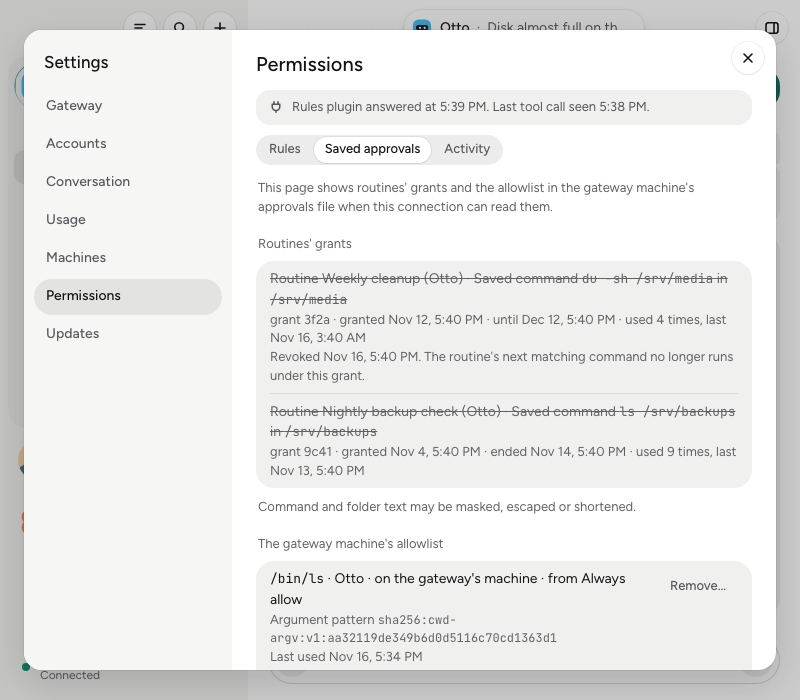 Otto · Disk almost full on th
Settings
Gateway
Accounts
Conversation
Usage
Machines
Permissions
Updates
Connected
Permissions
Rules plugin answered at 5:39 PM. Last tool call seen 5:38 PM.
Rules Saved approvals Activity
This page shows routines' grants and the allowlist in the gateway machine's
approvals file when this connection can read them.
Routines' grants
Routine Weekly cleanup (Otto) · Saved command du -sh /srv/media in
/srv/media
grant 3f2a · granted Nov 12, 5:40 PM · until Dec 12, 5:40 PM · used 4 times, last
Nov 16, 3:40 AM
Revoked Nov 16, 5:40 PM. The routine's next matching command no longer runs
under this grant.
Routine Nightly backup check (Otto) · Saved command ls /srv/backups
in /srv/backups
grant 9c41 · granted Nov 4, 5:40 PM · ended Nov 14, 5:40 PM · used 9 times, last
Nov 13, 5:40 PM
Command and folder text may be masked, escaped or shortened.
The gateway machine's allowlist
/bin/ls · Otto · on the gateway's machine · from Always
allow
Remove...
Argument pattern sha256:cwd-
argv:v1:aa32119de349b6d0d5116c70cd1363d1
Last used Nov 16, 5:34 PM